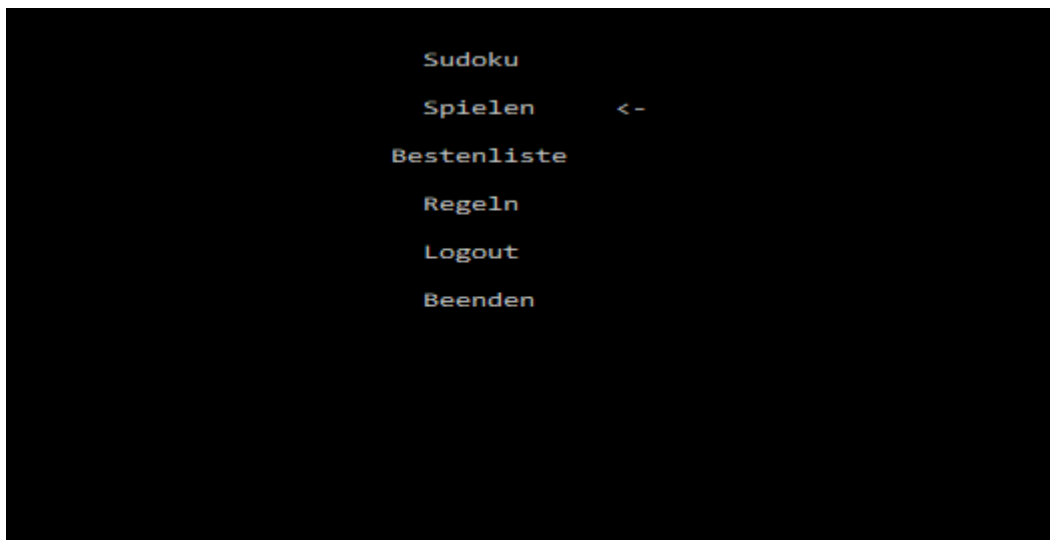 Sudoku
Spielen <-
Bestenliste
Regeln
Logout
Beenden